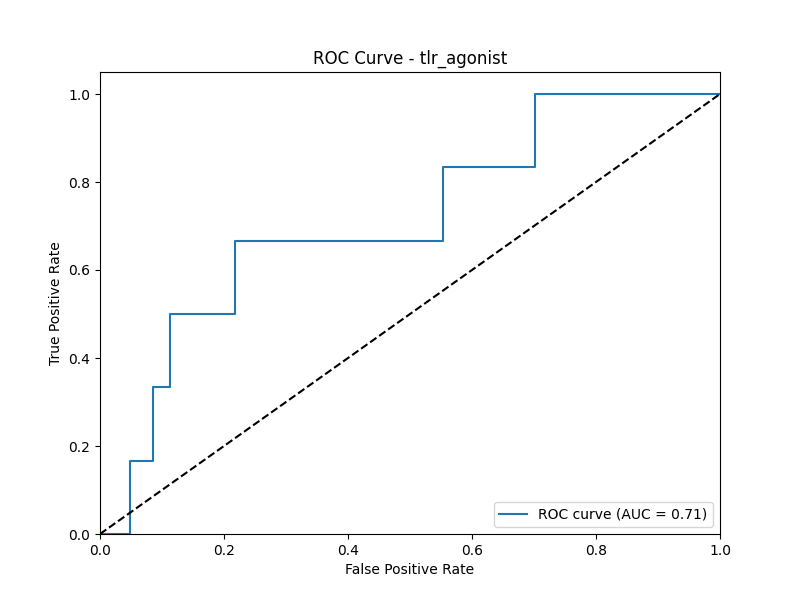 ROC Curve - tlr_agonist
True Positive Rate
1.0
0.8
0.6
0.4
0.2
0.0
0.0 0.2 0.4 0.6 0.8 1.0
False Positive Rate
ROC curve (AUC = 0.71)